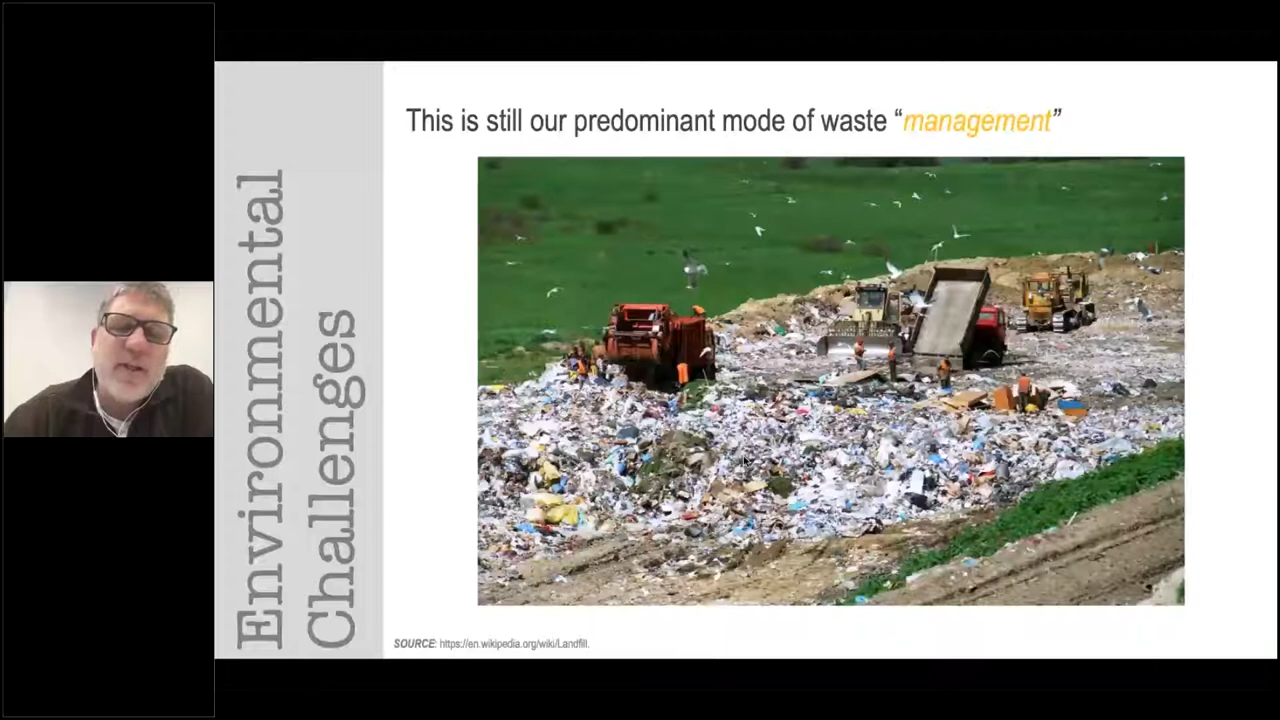 Environmental
Challenges
This is still our predominant mode of waste “management”
SOURCE: https://en.wikipedia.org/wiki/Landfill.